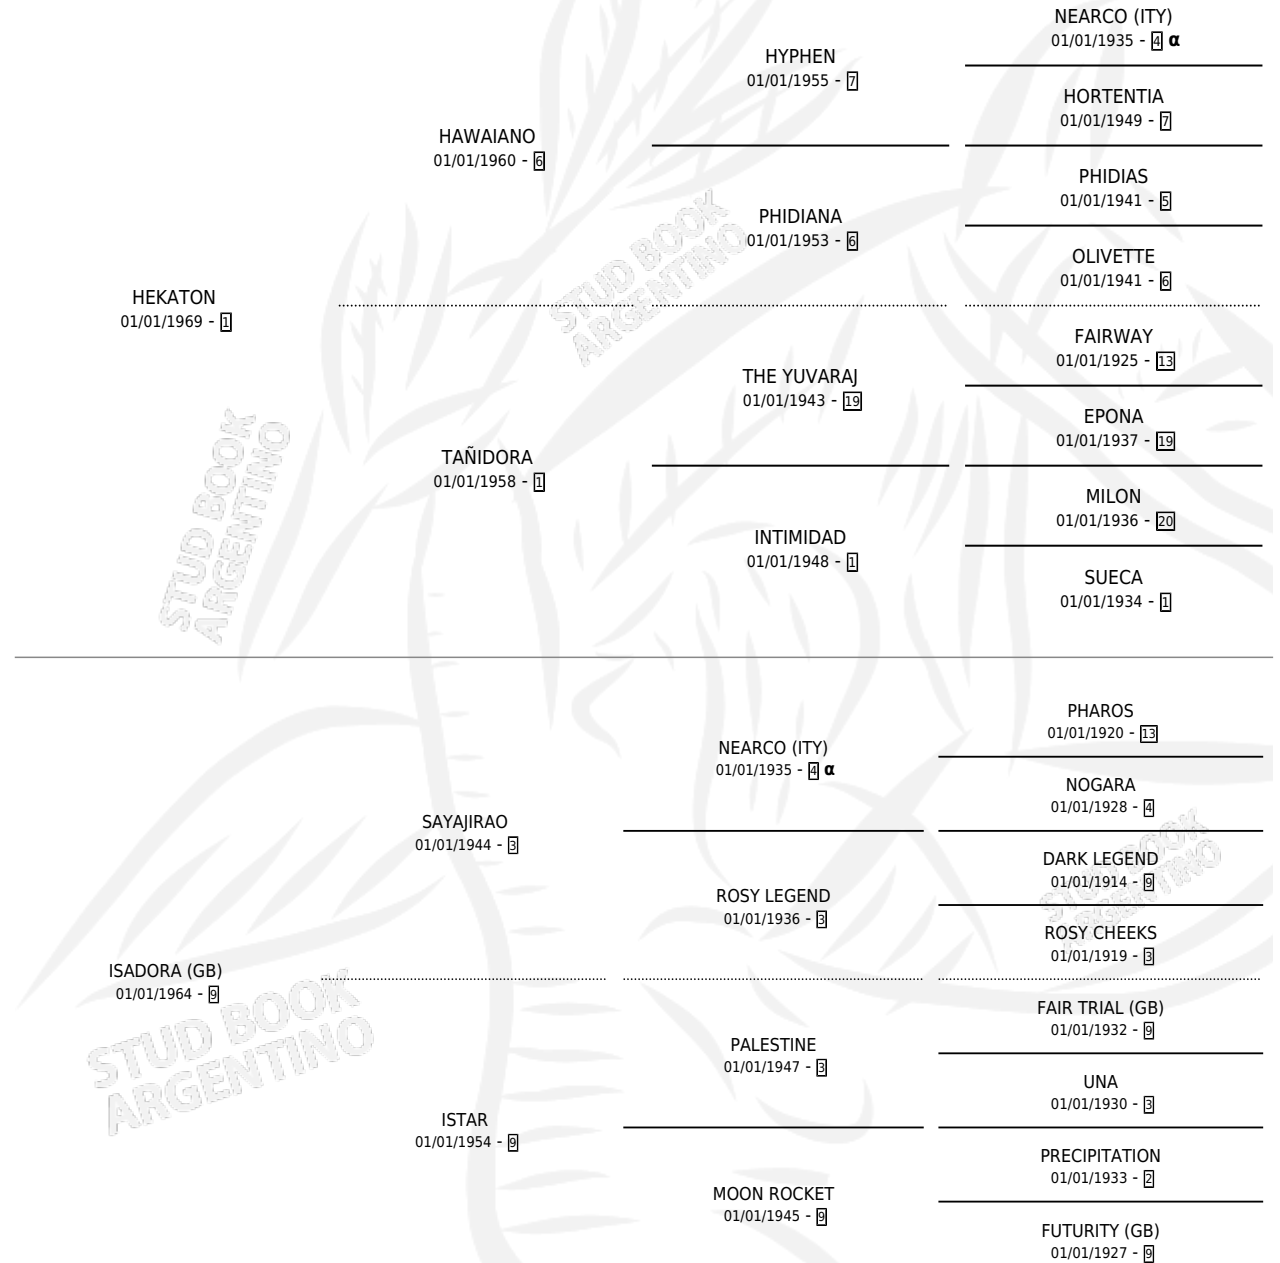 NEARCO (ITY)
01/01/1935 - 4 α
HYPHEN
01/01/1955 - 7
HORTENTIA
01/01/1949 - 7
HAWAIANO
01/01/1960 - 6
PHIDIAS
01/01/1941 - 5
PHIDIANA
01/01/1953 - 6
OLIVETTE
01/01/1941 - 6
STUD BOOK
ARGENTINO
HEKATON
01/01/1969 - 1
FAIRWAY
01/01/1925 - 13
THE YUVARAJ
01/01/1943 - 19
EPONA
01/01/1937 - 19
TAÑIDORA
01/01/1958 - 1
MILON
01/01/1936 - 20
INTIMIDAD
01/01/1948 - 1
SUECA
01/01/1934 - 1
STUD BOOK
ARGENTINO
PHAROS
01/01/1920 - 13
NEARCO (ITY)
01/01/1935 - 4 α
NOGARA
01/01/1928 - 4
SAYAJIRAO
01/01/1944 - 3
DARK LEGEND
01/01/1914 - 9
ROSY LEGEND
01/01/1936 - 3
ROSY CHEEKS
01/01/1919 - 3
STUD BOOK
ARGENTINO
ISADORA (GB)
01/01/1964 - 9
FAIR TRIAL (GB)
01/01/1932 - 9
PALESTINE
01/01/1947 - 3
UNA
01/01/1930 - 3
STUD BOOK
ARGENTINO
ISTAR
01/01/1954 - 9
PRECIPITATION
01/01/1933 - 2
MOON ROCKET
01/01/1945 - 9
FUTURITY (GB)
01/01/1927 - 9